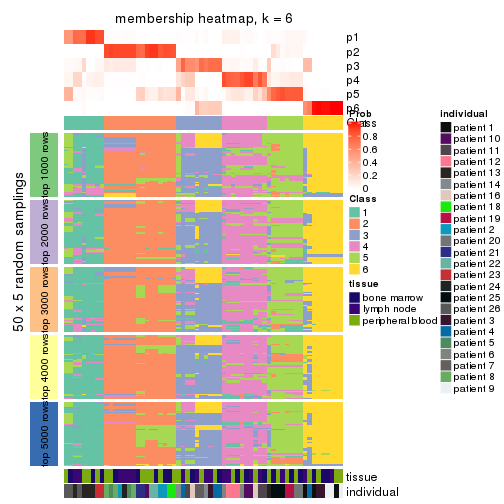 membership heatmap, k = 6
p1
p2
p3
p4
p5
p6
Class
Prob
1
0.8
0.6
0.4
0.2
0
Class
1
2
3
4
5
6
tissue
bone marrow
lymph node
peripheral blood
individual
patient 1
patient 10
patient 11
patient 12
patient 13
patient 14
patient 16
patient 18
patient 19
patient 2
patient 20
patient 21
patient 22
patient 23
patient 24
patient 25
patient 26
patient 3
patient 4
patient 5
patient 6
patient 7
patient 8
patient 9
50 x 5 random samplings
top 1000 rows
top 2000 rows
top 3000 rows
top 4000 rows
top 5000 rows
tissue
individual